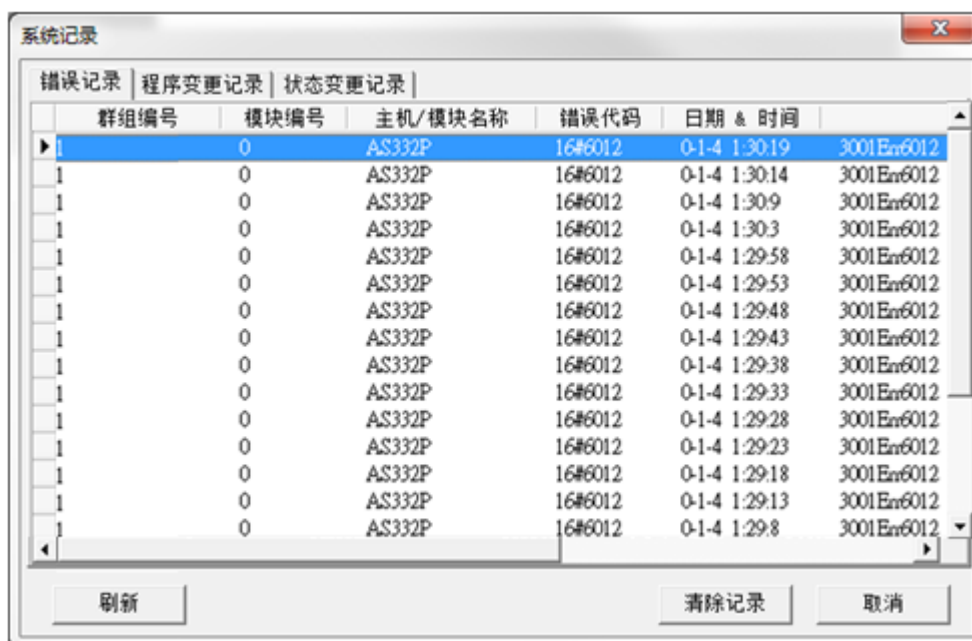 系统记录
错误记录 程序变更记录 状态变更记录
群组编号 模块编号 主机/模块名称 错误代码 日期 & 时间
1 0 AS332P 16#6012 0-1-4 1:30:19 3001Err6012
1 0 AS332P 16#6012 0-1-4 1:30:14 3001Err6012
1 0 AS332P 16#6012 0-1-4 1:30:9 3001Err6012
1 0 AS332P 16#6012 0-1-4 1:30:3 3001Err6012
1 0 AS332P 16#6012 0-1-4 1:29:58 3001Err6012
1 0 AS332P 16#6012 0-1-4 1:29:53 3001Err6012
1 0 AS332P 16#6012 0-1-4 1:29:48 3001Err6012
1 0 AS332P 16#6012 0-1-4 1:29:43 3001Err6012
1 0 AS332P 16#6012 0-1-4 1:29:38 3001Err6012
1 0 AS332P 16#6012 0-1-4 1:29:33 3001Err6012
1 0 AS332P 16#6012 0-1-4 1:29:28 3001Err6012
1 0 AS332P 16#6012 0-1-4 1:29:23 3001Err6012
1 0 AS332P 16#6012 0-1-4 1:29:18 3001Err6012
1 0 AS332P 16#6012 0-1-4 1:29:13 3001Err6012
1 0 AS332P 16#6012 0-1-4 1:29:8 3001Err6012
刷新 清除记录 取消